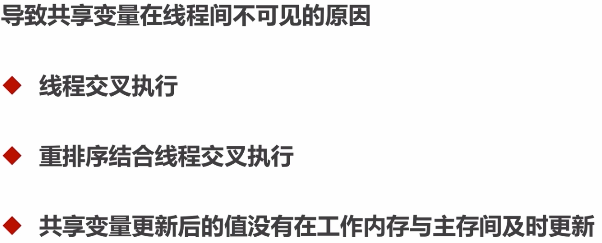 导致共享变量在线程间不可见的原因
线程交叉执行
重排序结合线程交叉执行
共享变量更新后的值没有在工作内存与主存间及时更新